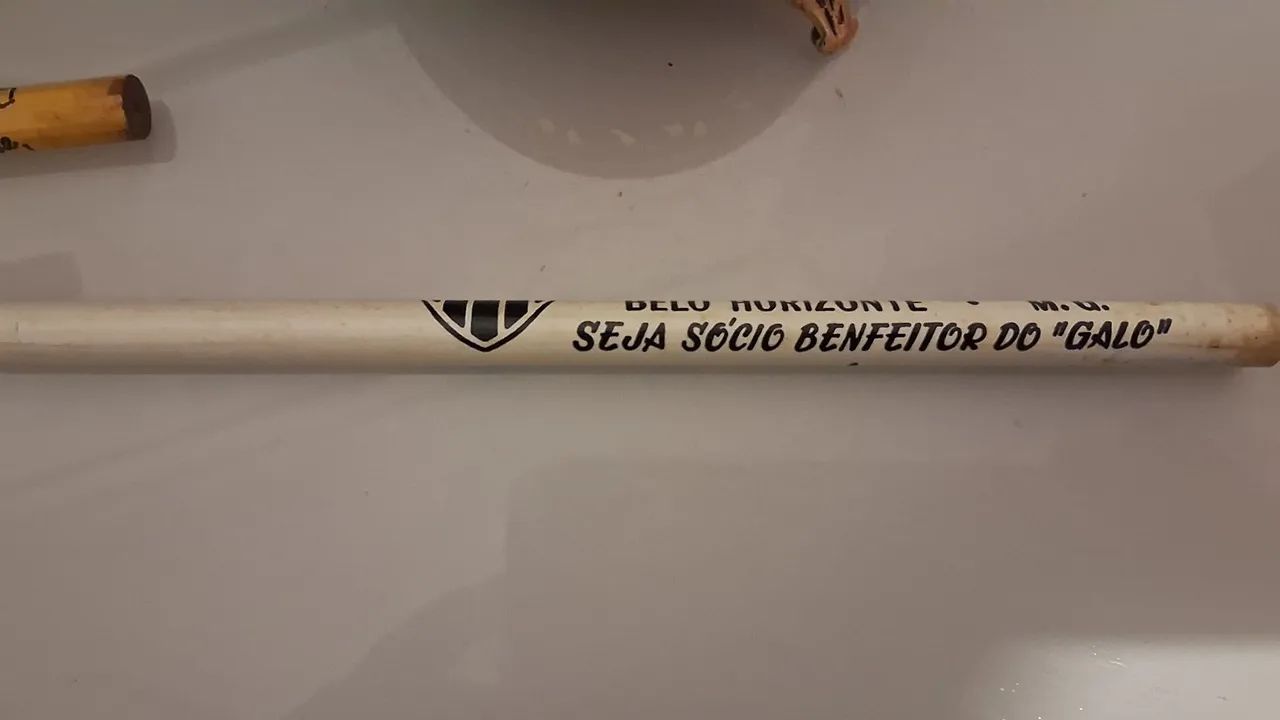 BELO HORIZONTE • M.G.
SEJA SÓCIO BENFEITOR DO "GALO"